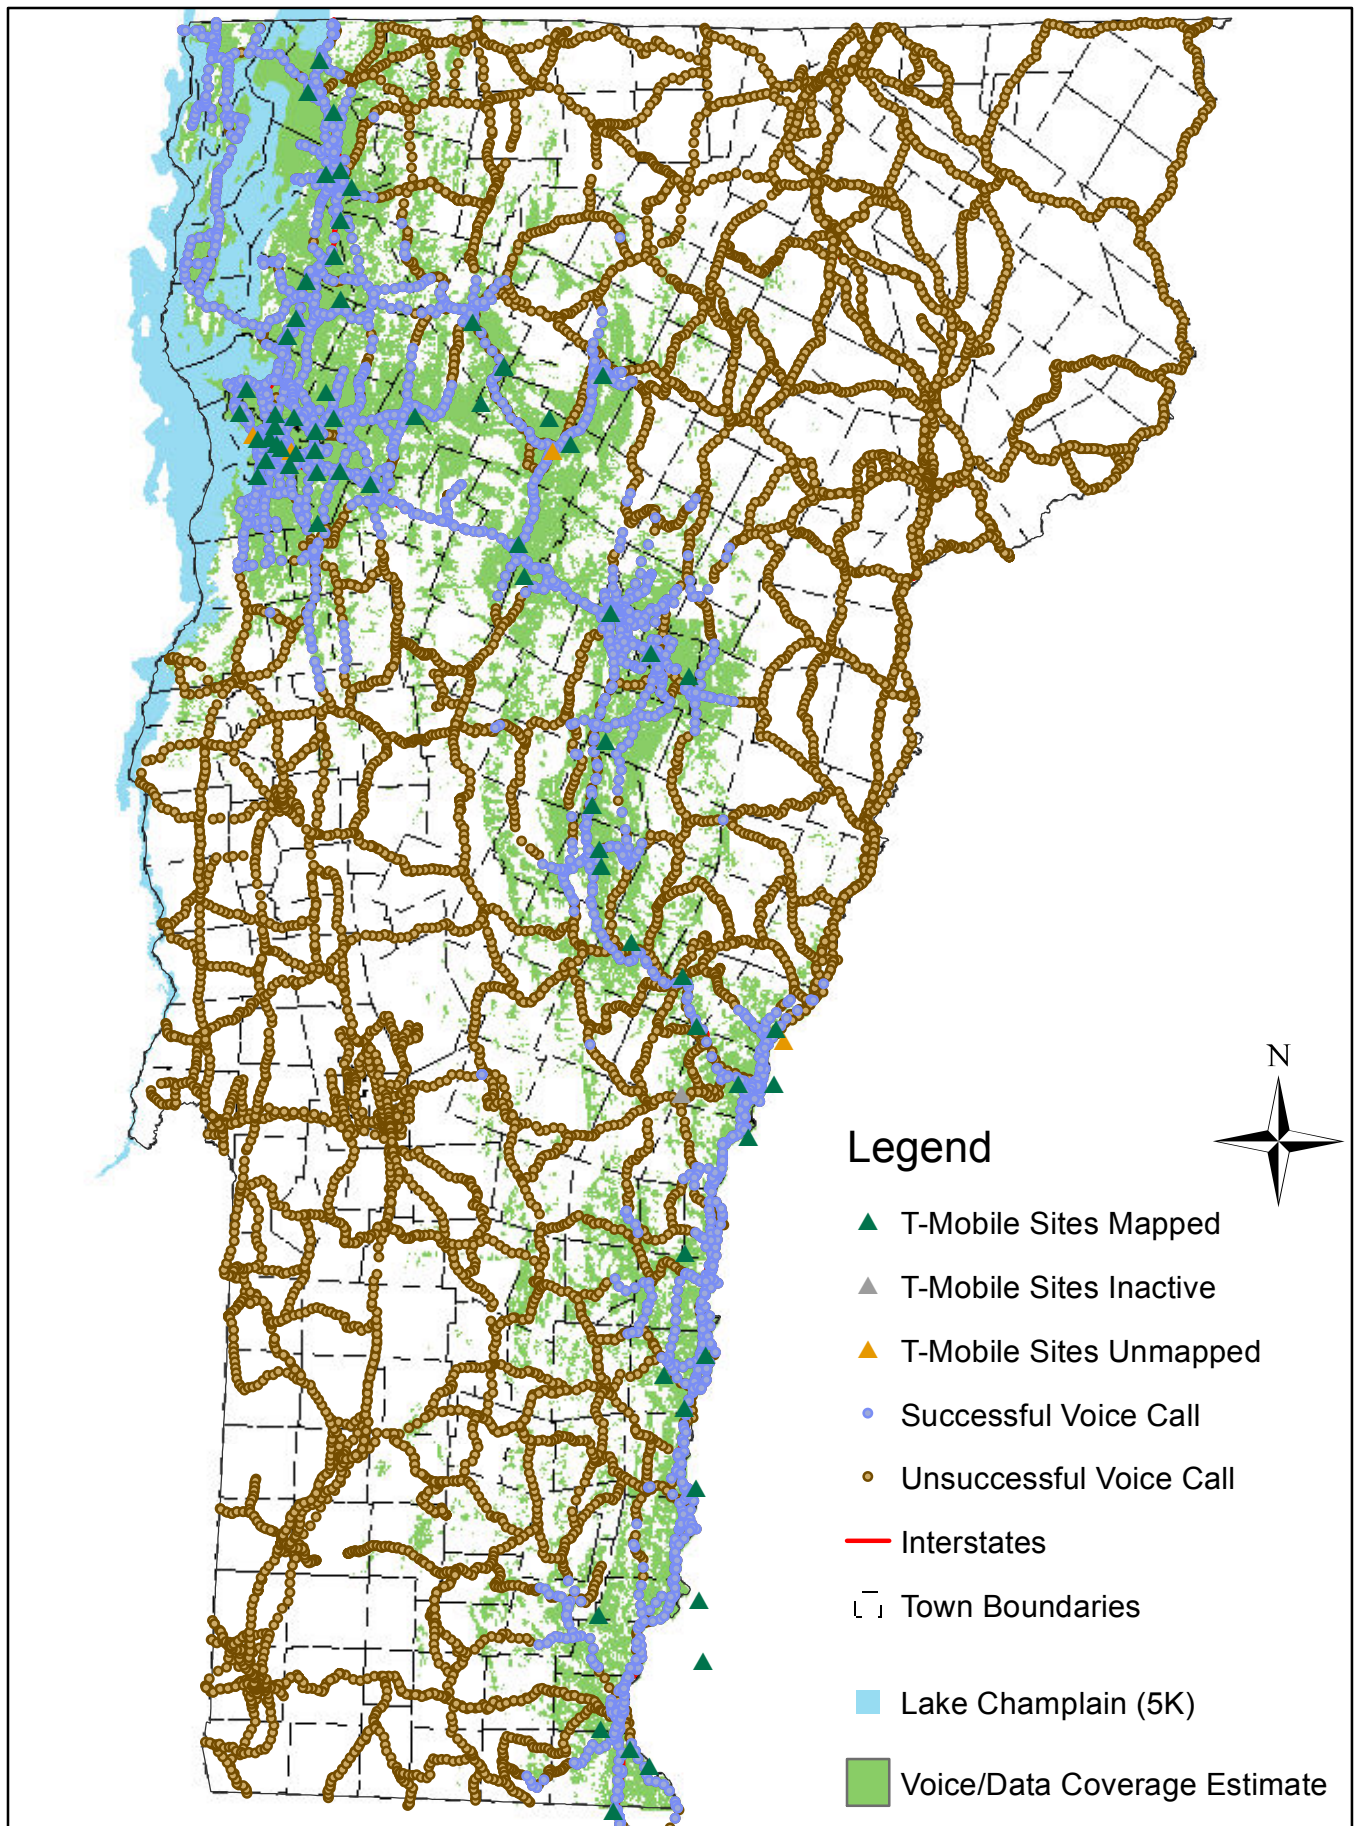 N
Legend
T-Mobile Sites Mapped
T-Mobile Sites Inactive
T-Mobile Sites Unmapped
Successful Voice Call
Unsuccessful Voice Call
Interstates
Town Boundaries
Lake Champlain (5K)
Voice/Data Coverage Estimate